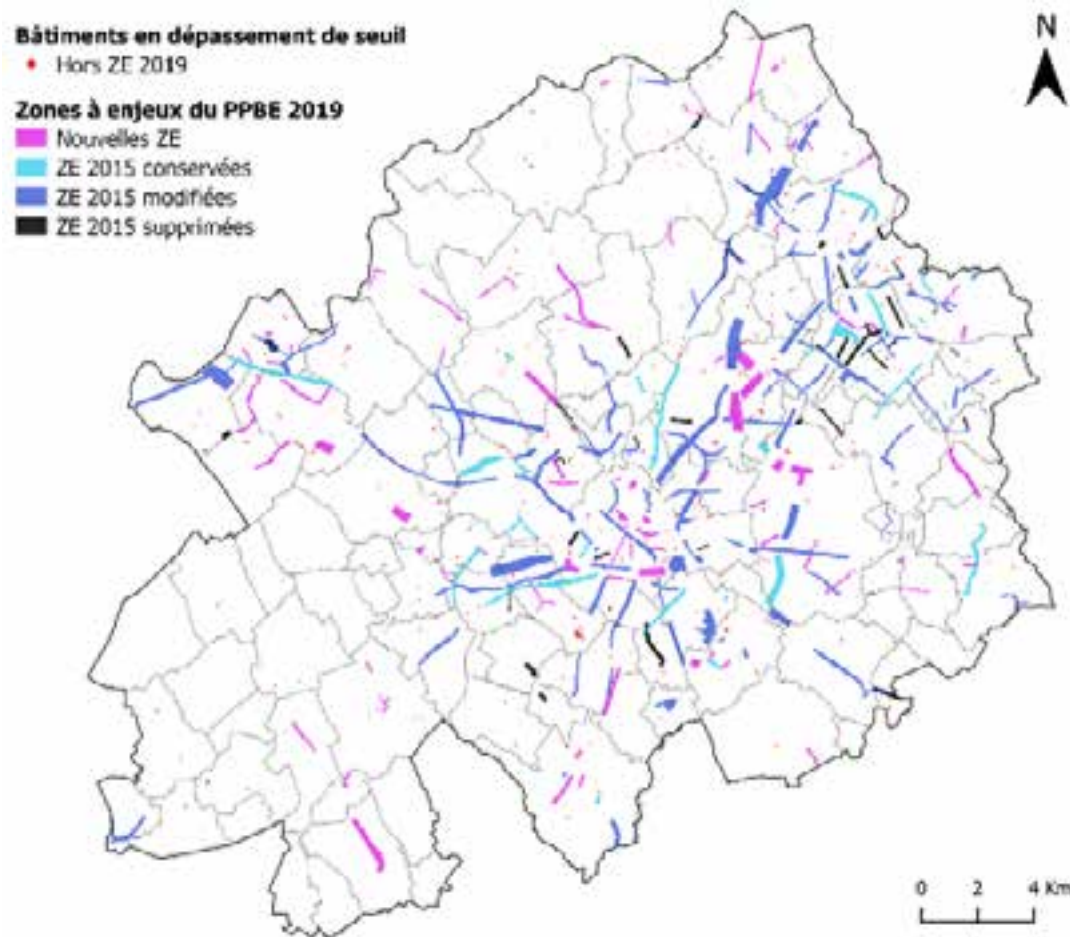 Bâtiments en dépassement de seuil
Hors ZE 2019
Zones à enjeux du PPBE 2019
Nouvelles ZE
ZE 2015 conservées
ZE 2015 modifiées
ZE 2015 supprimées
N
0 2 4 Km